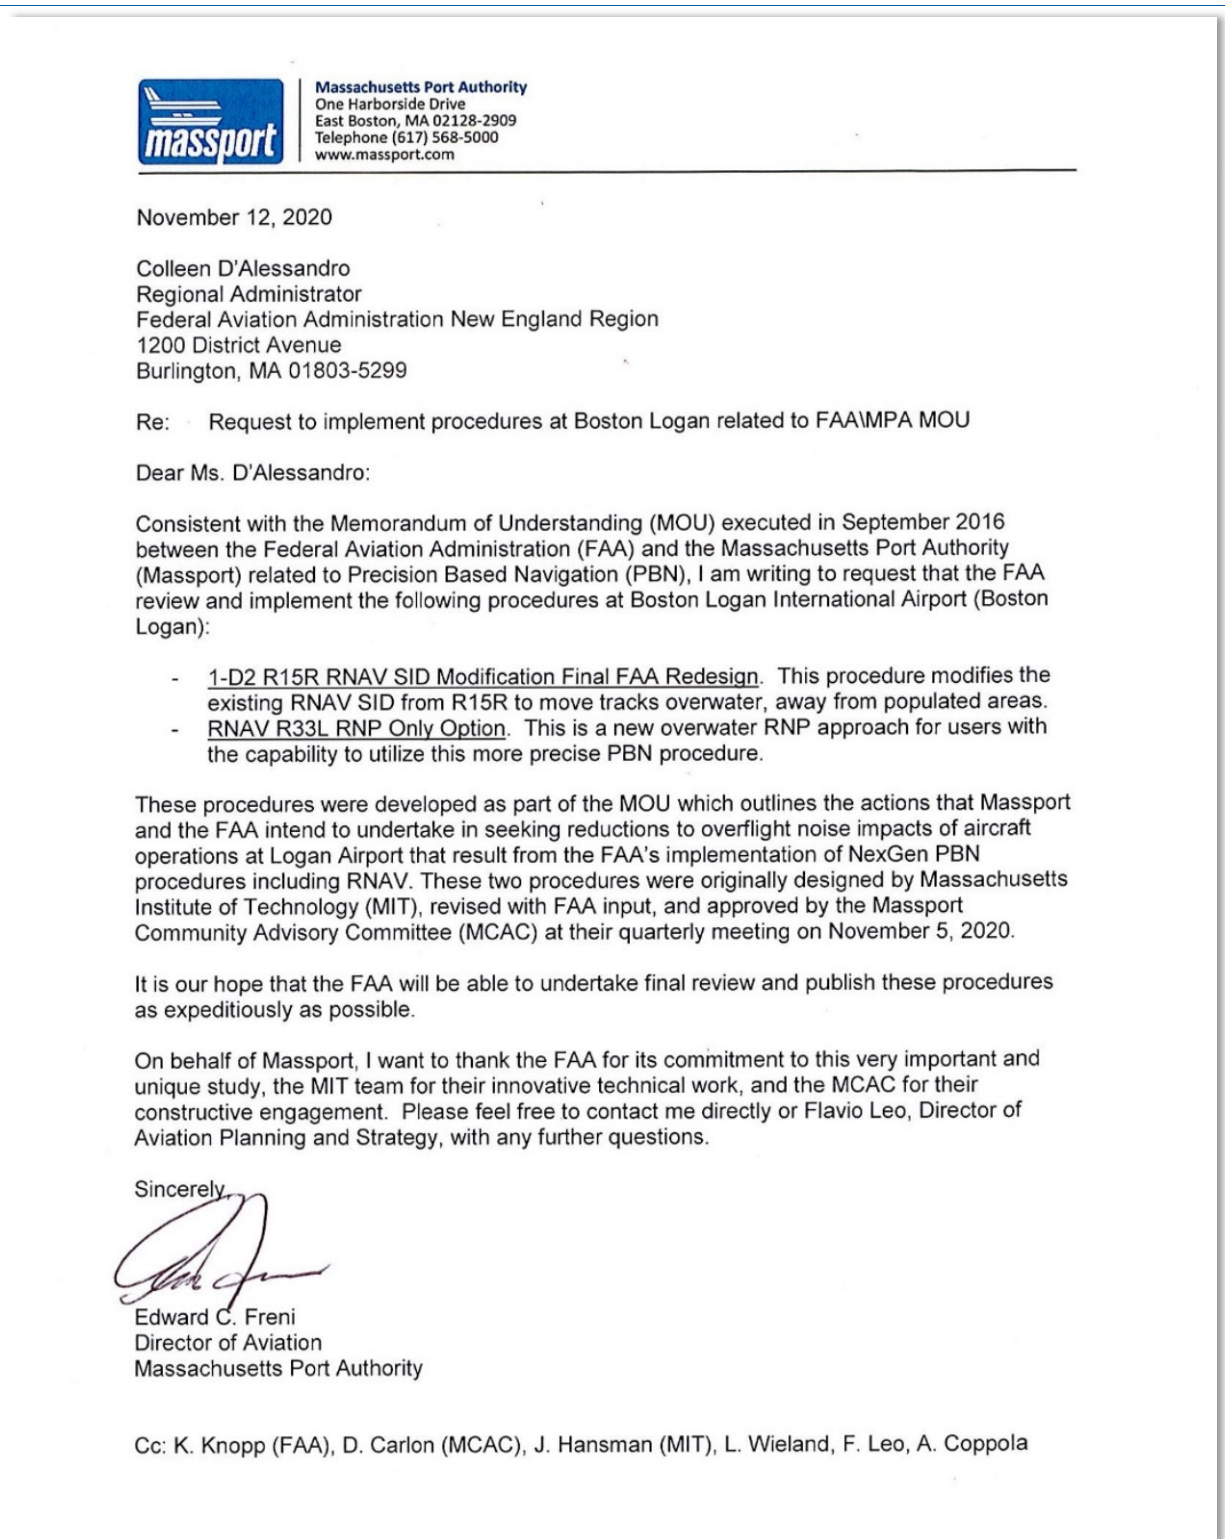 massport
Massachusetts Port Authority
One Harborside Drive
East Boston, MA 02128-2909
Telephone (617) 568-5000
www.massport.com
November 12, 2020
Colleen D'Alessandro
Regional Administrator
Federal Aviation Administration New England Region
1200 District Avenue
Burlington, MA 01803-5299
Re: Request to implement procedures at Boston Logan related to FAA\MPA MOU
Dear Ms. D'Alessandro:
Consistent with the Memorandum of Understanding (MOU) executed in September 2016
between the Federal Aviation Administration (FAA) and the Massachusetts Port Authority
(Massport) related to Precision Based Navigation (PBN), I am writing to request that the FAA
review and implement the following procedures at Boston Logan International Airport (Boston
Logan):
- 1-D2 R15R RNAV SID Modification Final FAA Redesign. This procedure modifies the
existing RNAV SID from R15R to move tracks overwater, away from populated areas.
- RNAV R33L RNP Only Option. This is a new overwater RNP approach for users with
the capability to utilize this more precise PBN procedure.
These procedures were developed as part of the MOU which outlines the actions that Massport
and the FAA intend to undertake in seeking reductions to overflight noise impacts of aircraft
operations at Logan Airport that result from the FAA's implementation of NexGen PBN
procedures including RNAV. These two procedures were originally designed by Massachusetts
Institute of Technology (MIT), revised with FAA input, and approved by the Massport
Community Advisory Committee (MCAC) at their quarterly meeting on November 5, 2020.
It is our hope that the FAA will be able to undertake final review and publish these procedures
as expeditiously as possible.
On behalf of Massport, I want to thank the FAA for its commitment to this very important and
unique study, the MIT team for their innovative technical work, and the MCAC for their
constructive engagement. Please feel free to contact me directly or Flavio Leo, Director of
Aviation Planning and Strategy, with any further questions.
Sincerely,
Edward C. Freni
Director of Aviation
Massachusetts Port Authority
Cc: K. Knopp (FAA), D. Carlon (MCAC), J. Hansman (MIT), L. Wieland, F. Leo, A. Coppola